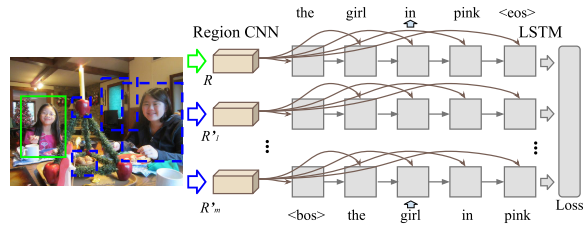 the girl in pink <eos>
Region CNN LSTM
R
R'1
R'm
<bos> the girl in pink
Loss